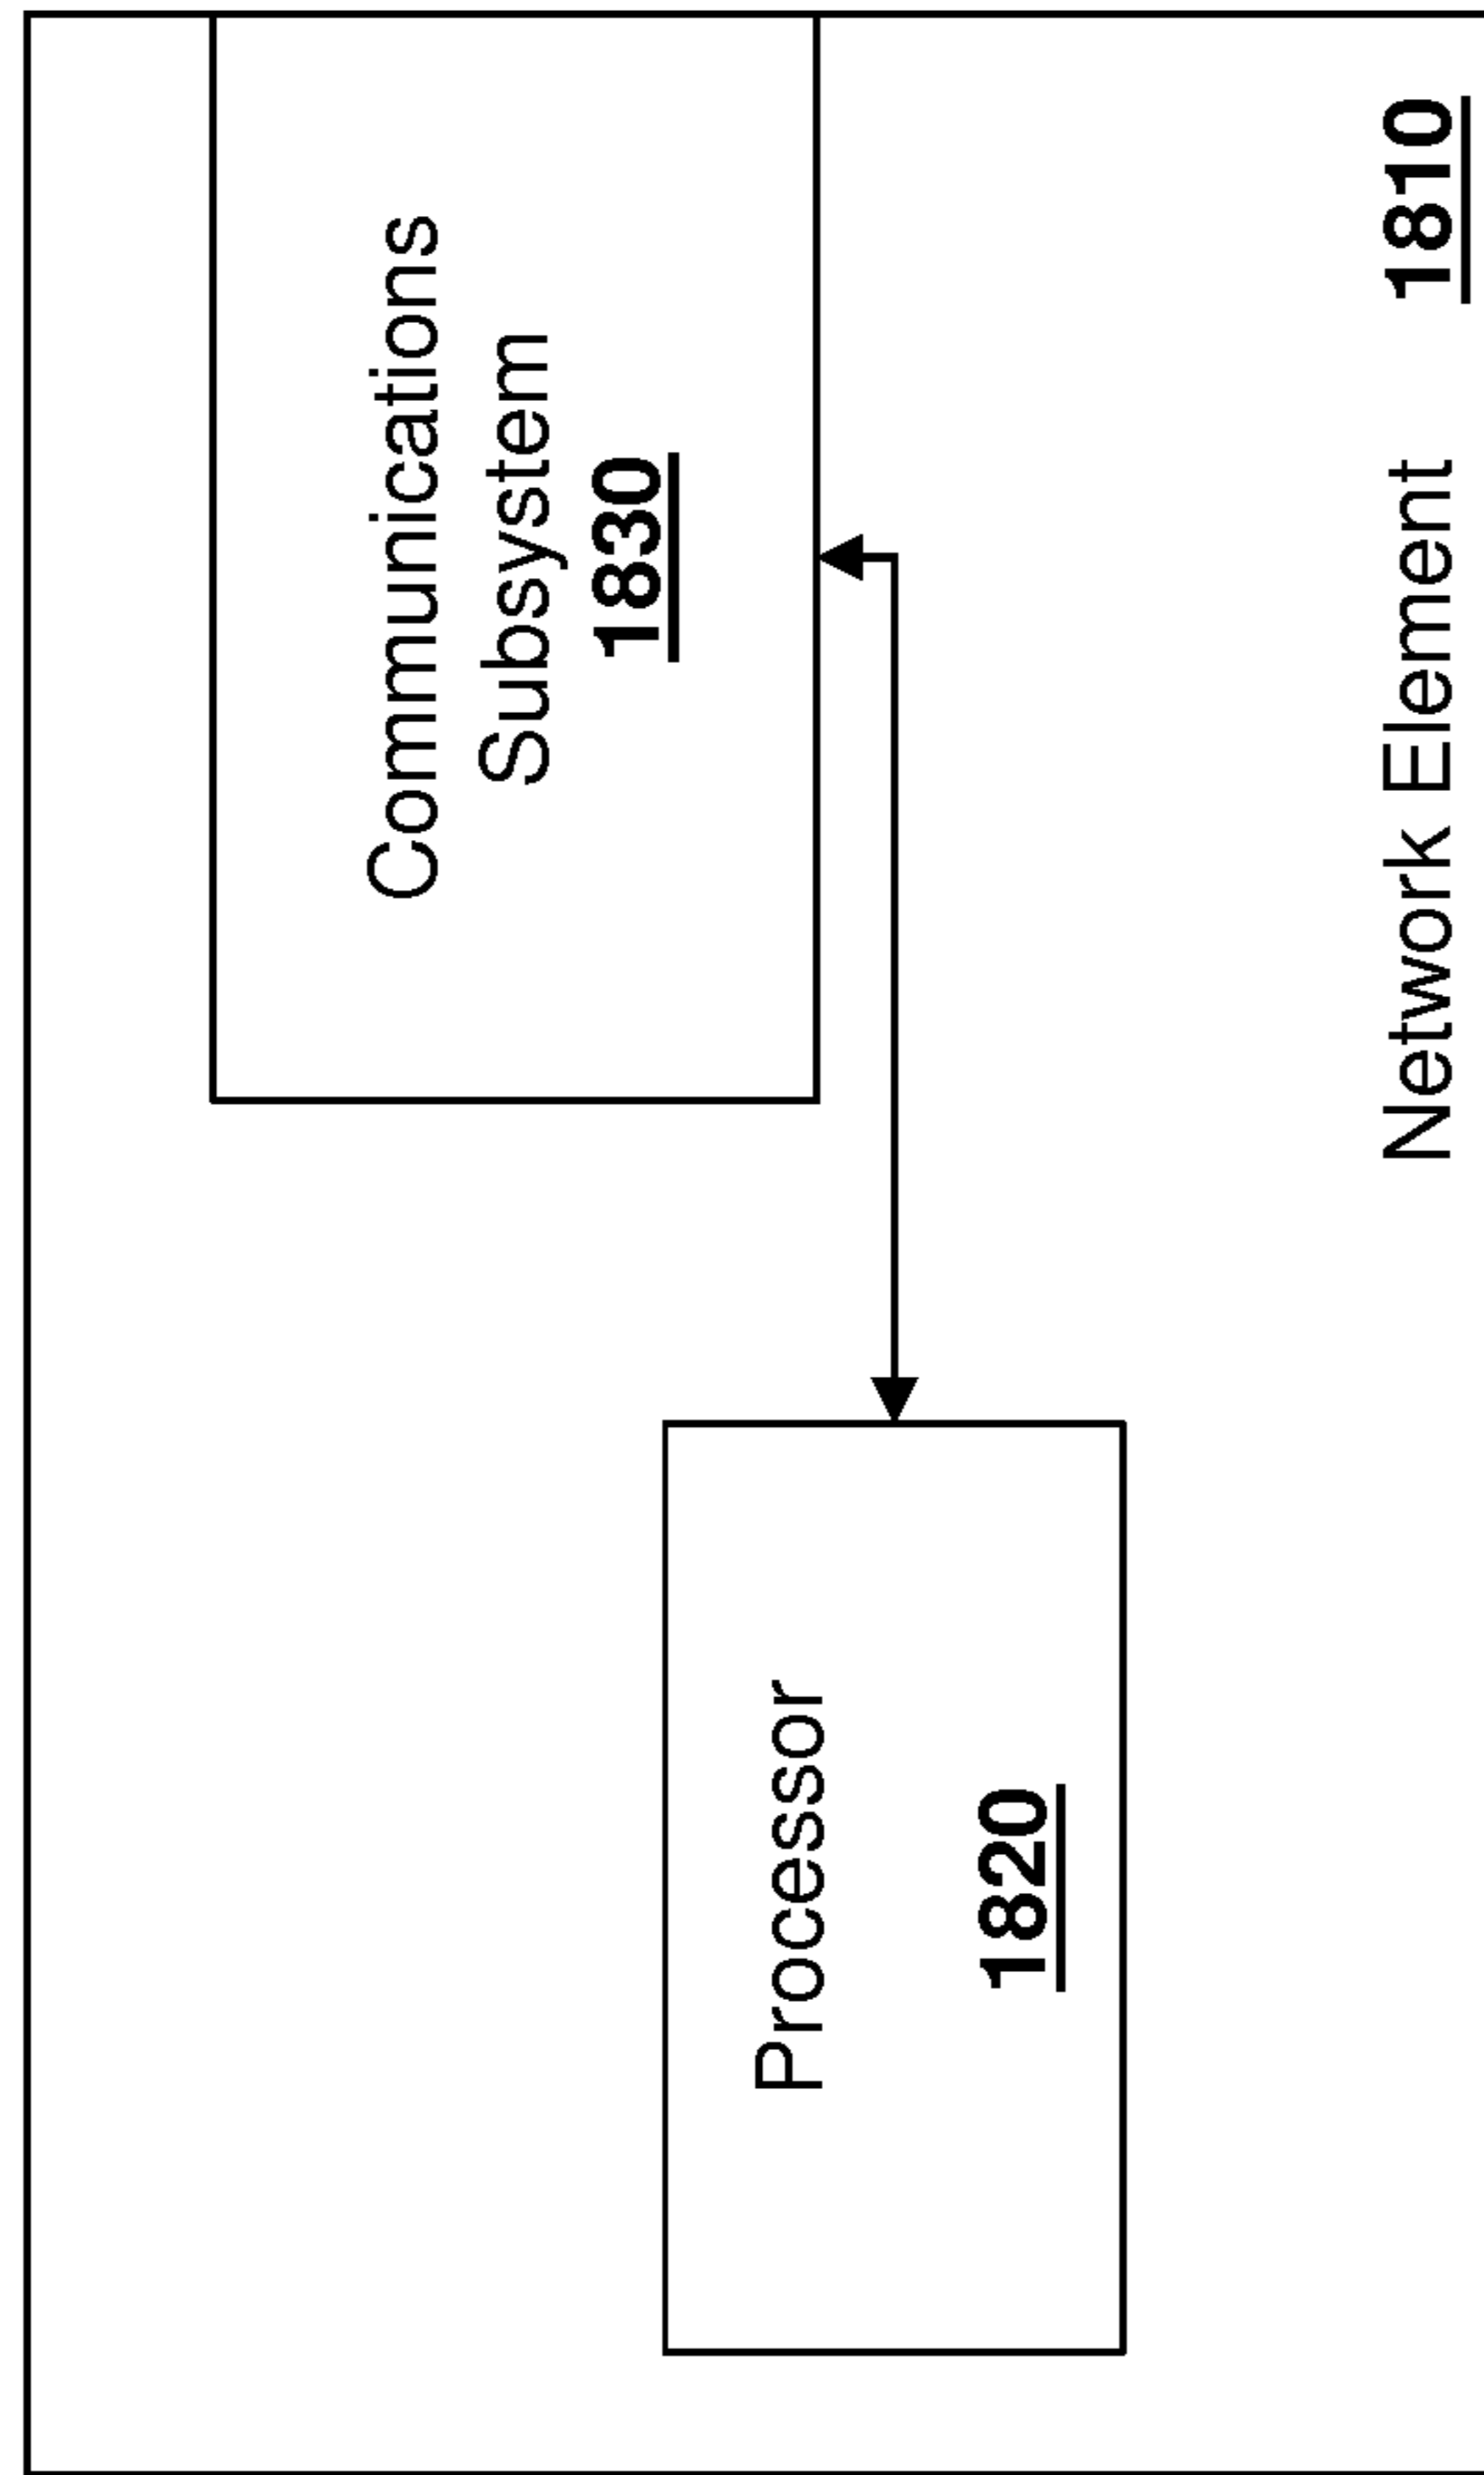 Communications
Subsystem
1830
Processor
1820
Network Element 1810